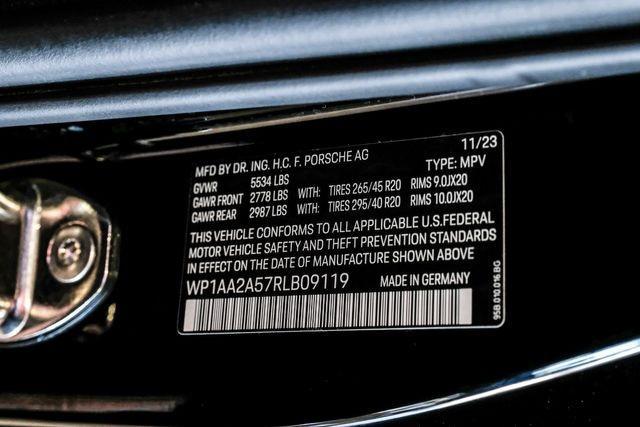 11/23
MFD BY DR. ING. H.C. F. PORSCHE AG
TYPE: MPV
GVWR 5534 LBS
GAWR FRONT 2778 LBS WITH: TIRES 265/45 R20 RIMS 9.0JX20
GAWR REAR 2987 LBS WITH: TIRES 295/40 R20 RIMS 10.0JX20
THIS VEHICLE CONFORMS TO ALL APPLICABLE U.S.FEDERAL
MOTOR VEHICLE SAFETY AND THEFT PREVENTION STANDARDS
IN EFFECT ON THE DATE OF MANUFACTURE SHOWN ABOVE
WP1AA2A57RLB09119 MADE IN GERMANY
95B 010 016 BG